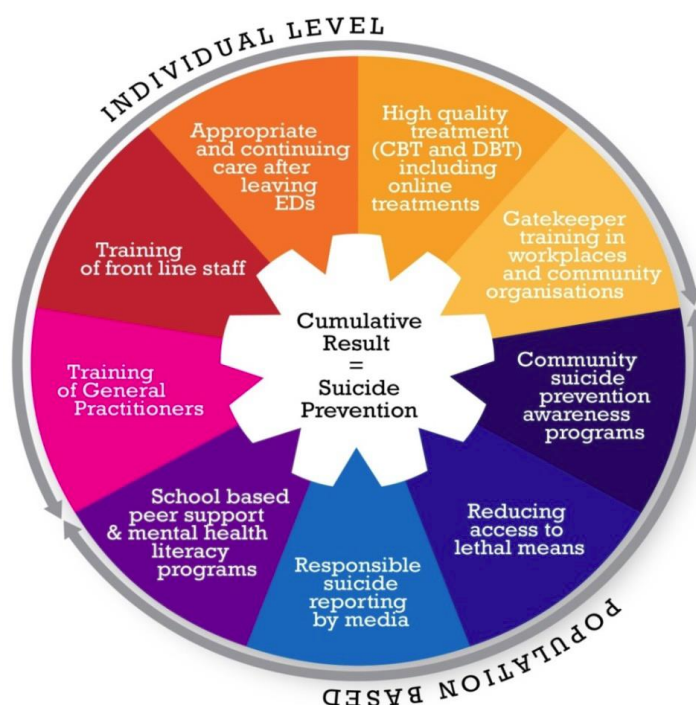 INDIVIDUAL LEVEL
Appropriate
and continuing
care after
leaving
EDs
High quality
treatment
(CBT and DBT)
including
online
treatments
Gatekeeper
training in
workplaces
and community
organisations
Training
of front line staff
Cumulative
Result
=
Suicide
Prevention
Training
of General
Practitioners
Community
suicide
prevention
awareness
programs
School based
peer support
& mental health
literacy
programs
Responsible
suicide
reporting
by media
Reducing
access to
lethal means
POPULATION BASED